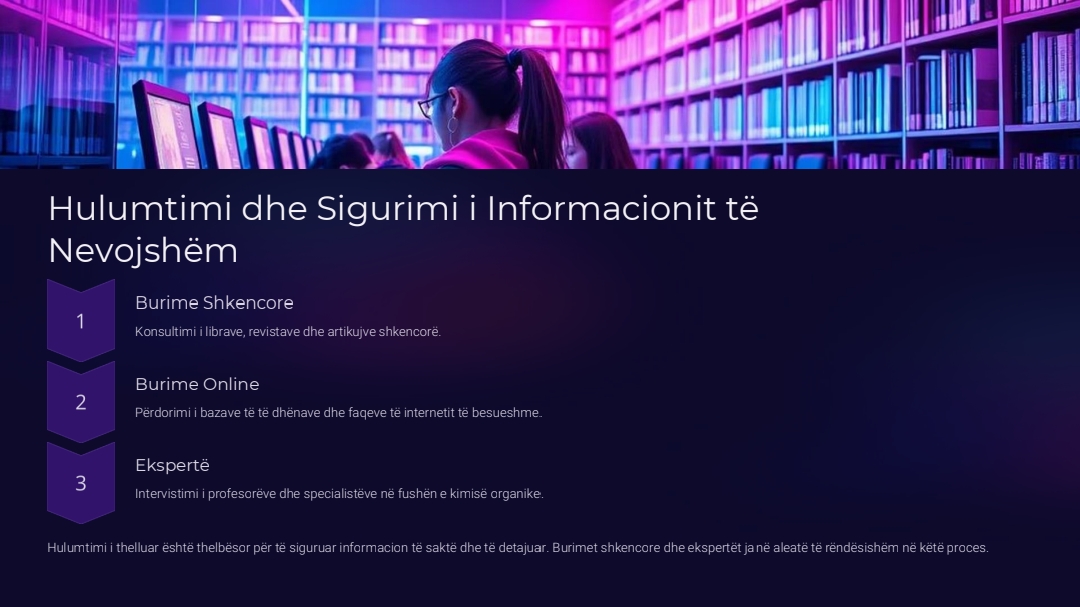 Hulumtimi dhe Sigurimi i Informacionit të
Nevojshëm
1
Burime Shkencore
Konsultimi i librave, revistave dhe artikujve shkencorë.
2
Burime Online
Përdorimi i bazave të të dhënave dhe faqeve të internetit të besueshme.
3
Ekspertë
Intervistimi i profesorëve dhe specialistëve në fushën e kimisë organike.
Hulumtimi i thelluar është thelbësor për të siguruar informacion të saktë dhe të detajuar. Burimet shkencore dhe ekspertët janë aleatë të rëndësishëm në këtë proces.